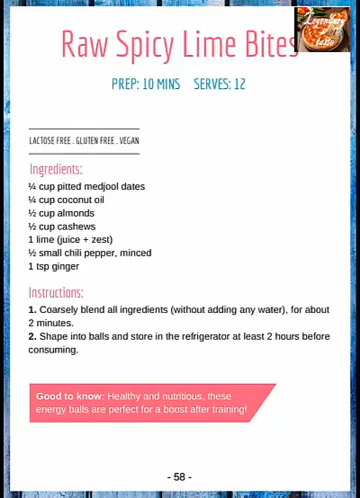 Legendary
taste
Raw Spicy Lime Bites
PREP: 10 MINS SERVES: 12
LACTOSE FREE . GLUTEN FREE . VEGAN
Ingredients:
¼ cup pitted medjool dates
¼ cup coconut oil
½ cup almonds
½ cup cashews
1 lime (juice + zest)
½ small chili pepper, minced
1 tsp ginger
Instructions:
1. Coarsely blend all ingredients (without adding any water), for about
2 minutes.
2. Shape into balls and store in the refrigerator at least 2 hours before
consuming.
Good to know: Healthy and nutritious, these
energy balls are perfect for a boost after training!
- 58 -